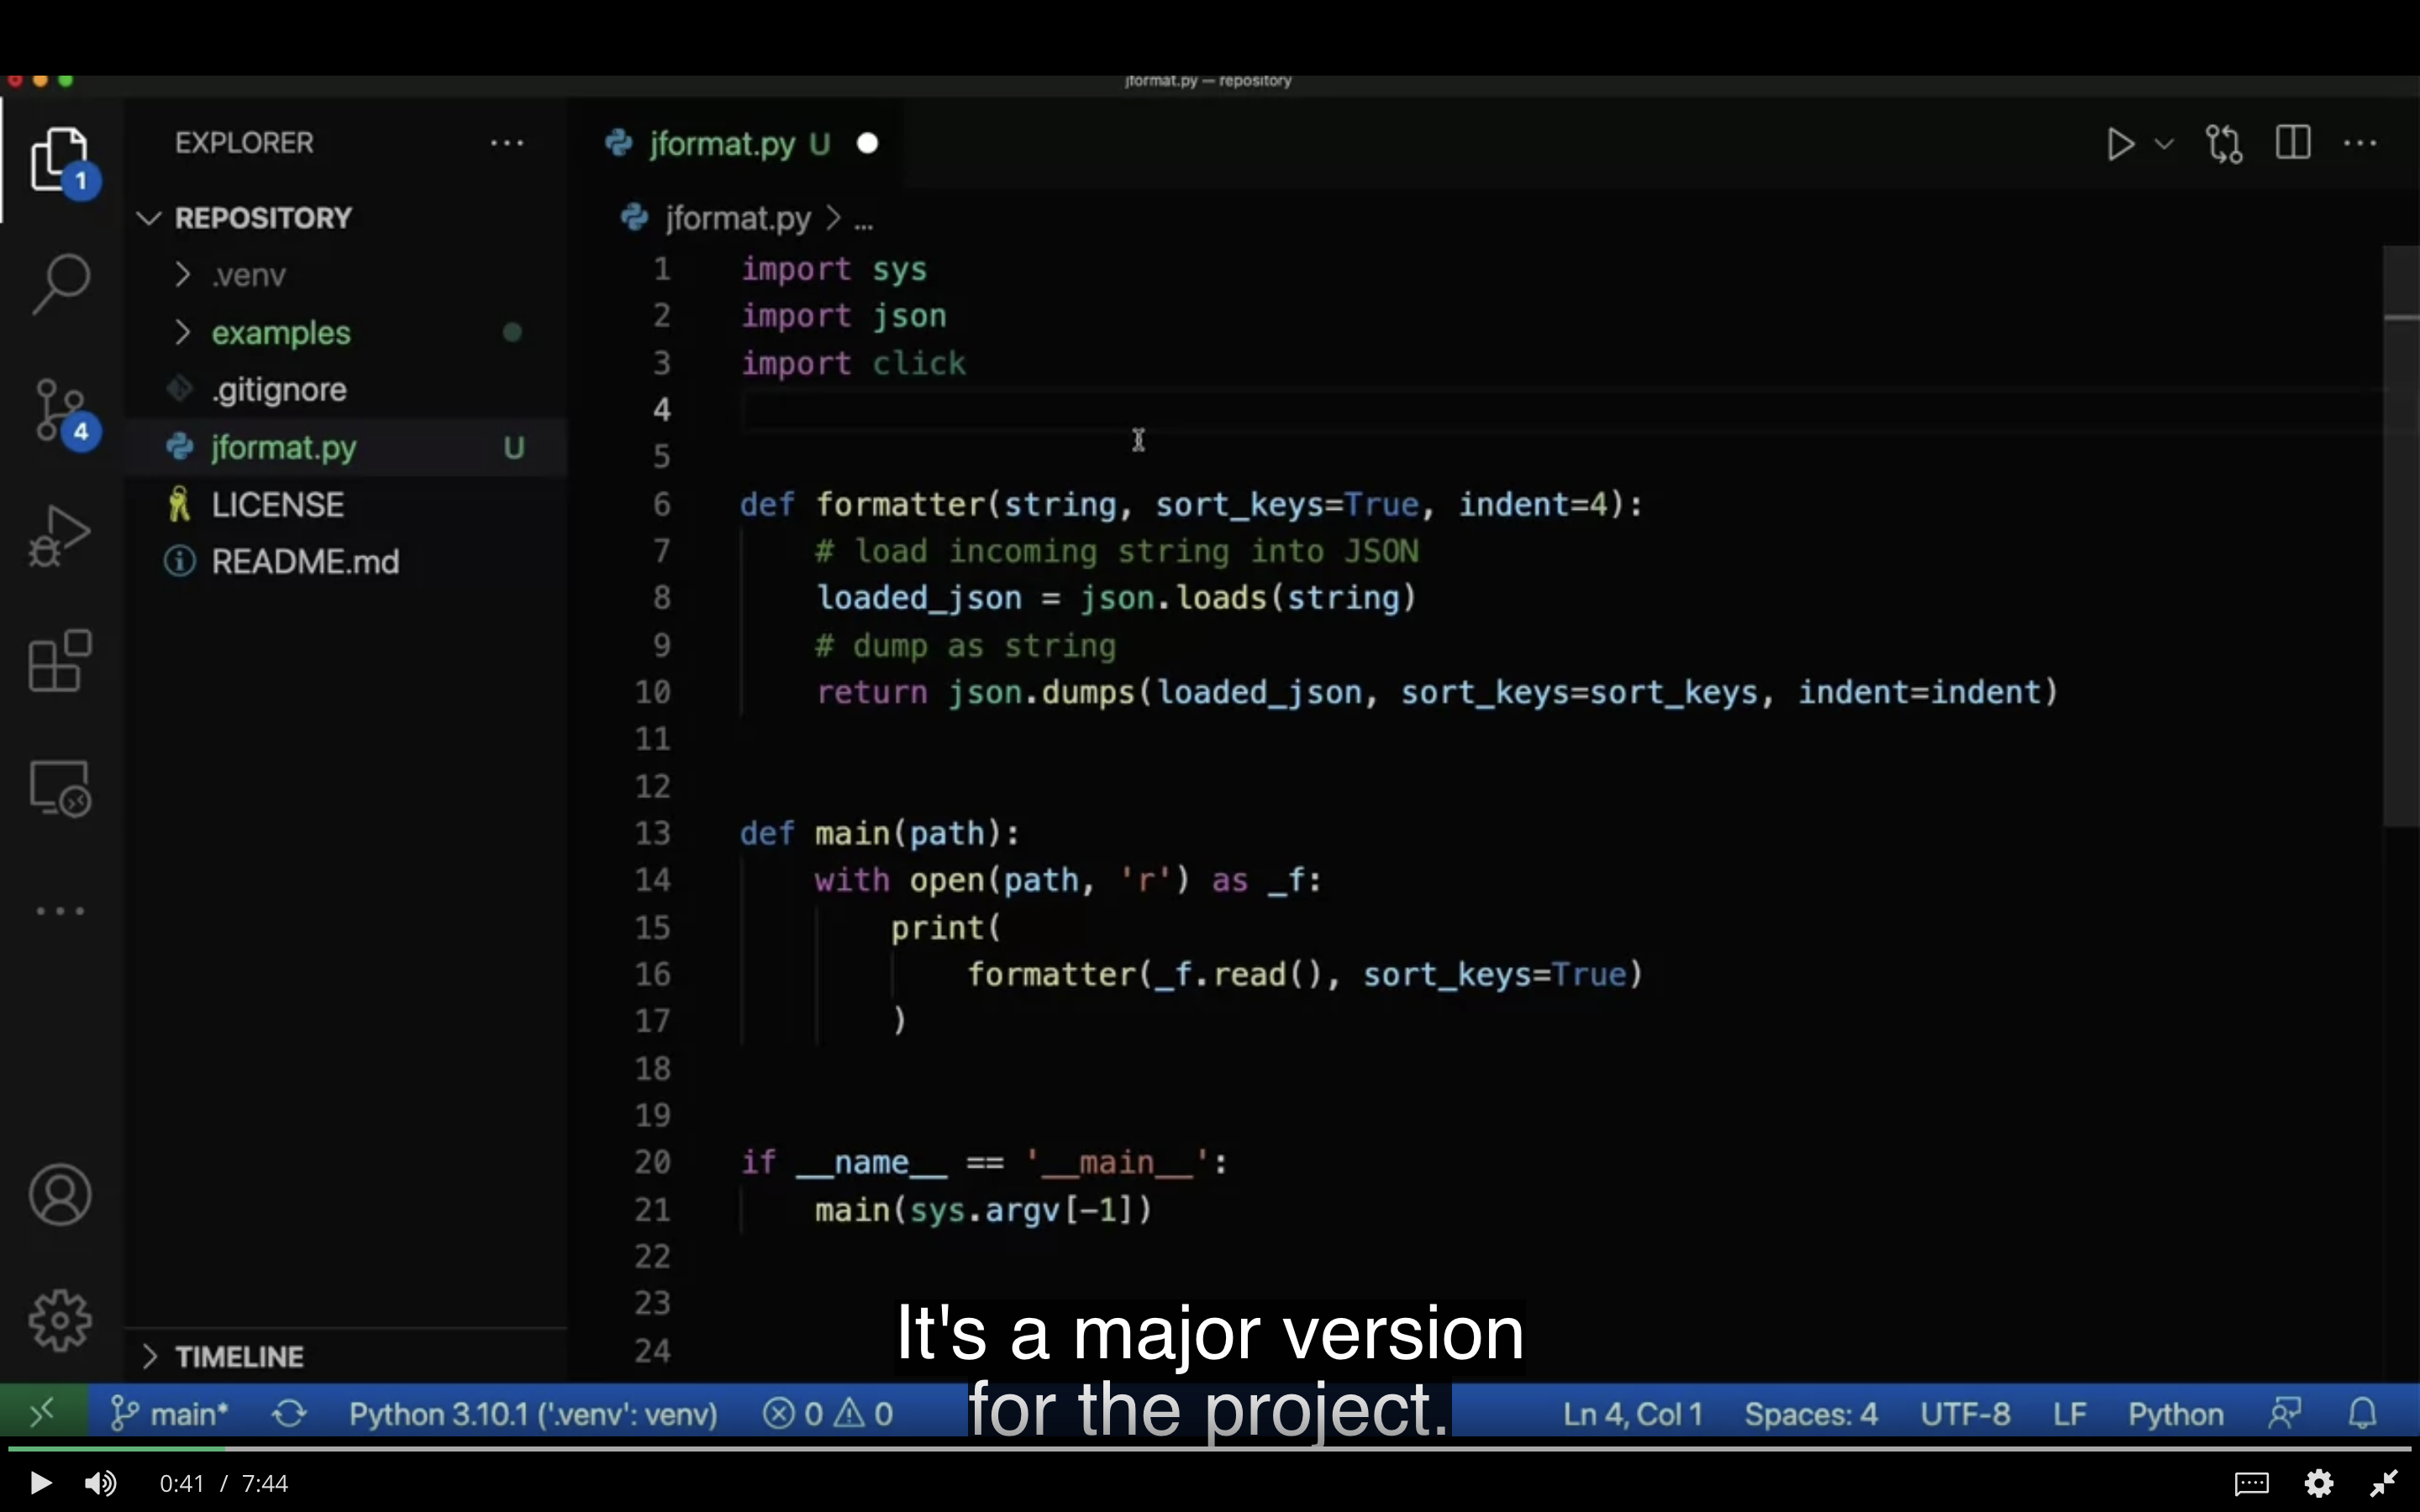 jformat.py — repository
EXPLORER
1
REPOSITORY
.venv
examples
.gitignore
4
jformat.py U
LICENSE
README.md
TIMELINE
jformat.py U
jformat.py > ...
1 import sys
2 import json
3 import click
4
5
6 def formatter(string, sort_keys=True, indent=4):
7     # load incoming string into JSON
8     loaded_json = json.loads(string)
9     # dump as string
10     return json.dumps(loaded_json, sort_keys=sort_keys, indent=indent)
11
12
13 def main(path):
14     with open(path, 'r') as _f:
15         print(
16             formatter(_f.read(), sort_keys=True)
17         )
18
19
20 if __name__ == '__main__':
21     main(sys.argv[-1])
22
23
24
It's a major version
for the project.
main* Python 3.10.1 ('.venv': venv) 0 0 Ln 4, Col 1 Spaces: 4 UTF-8 LF Python
0:41 / 7:44